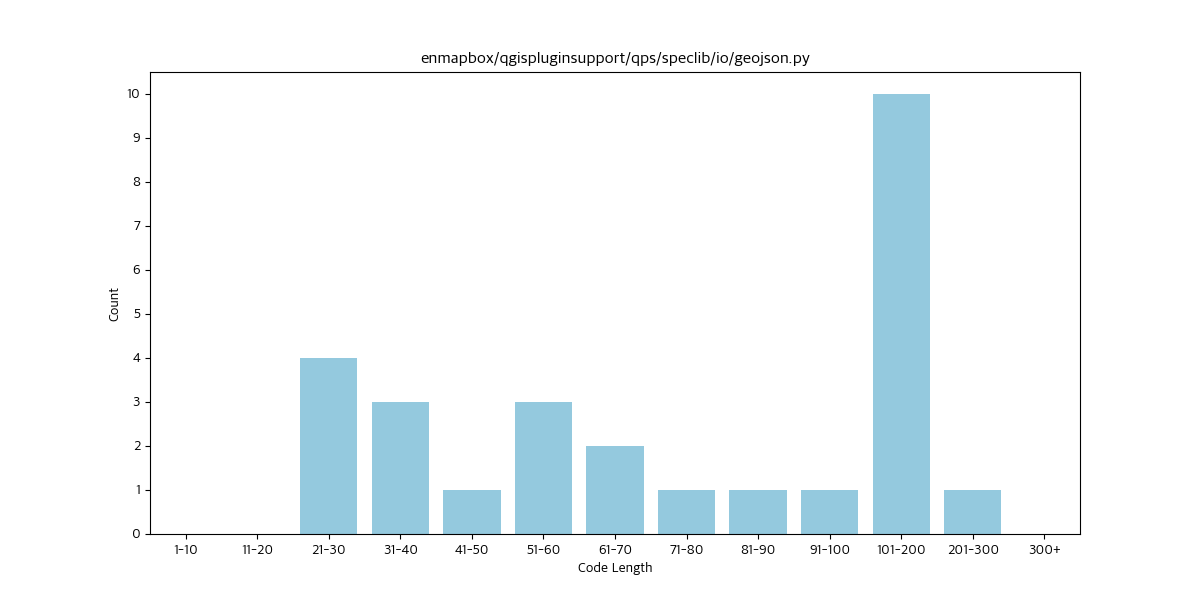 enmapbox/qgispluginsupport/qps/speclib/io/geojson.py
10
9
8
7
6
5
4
3
2
1
0
Count
1-10 11-20 21-30 31-40 41-50 51-60 61-70 71-80 81-90 91-100 101-200 201-300 300+
Code Length